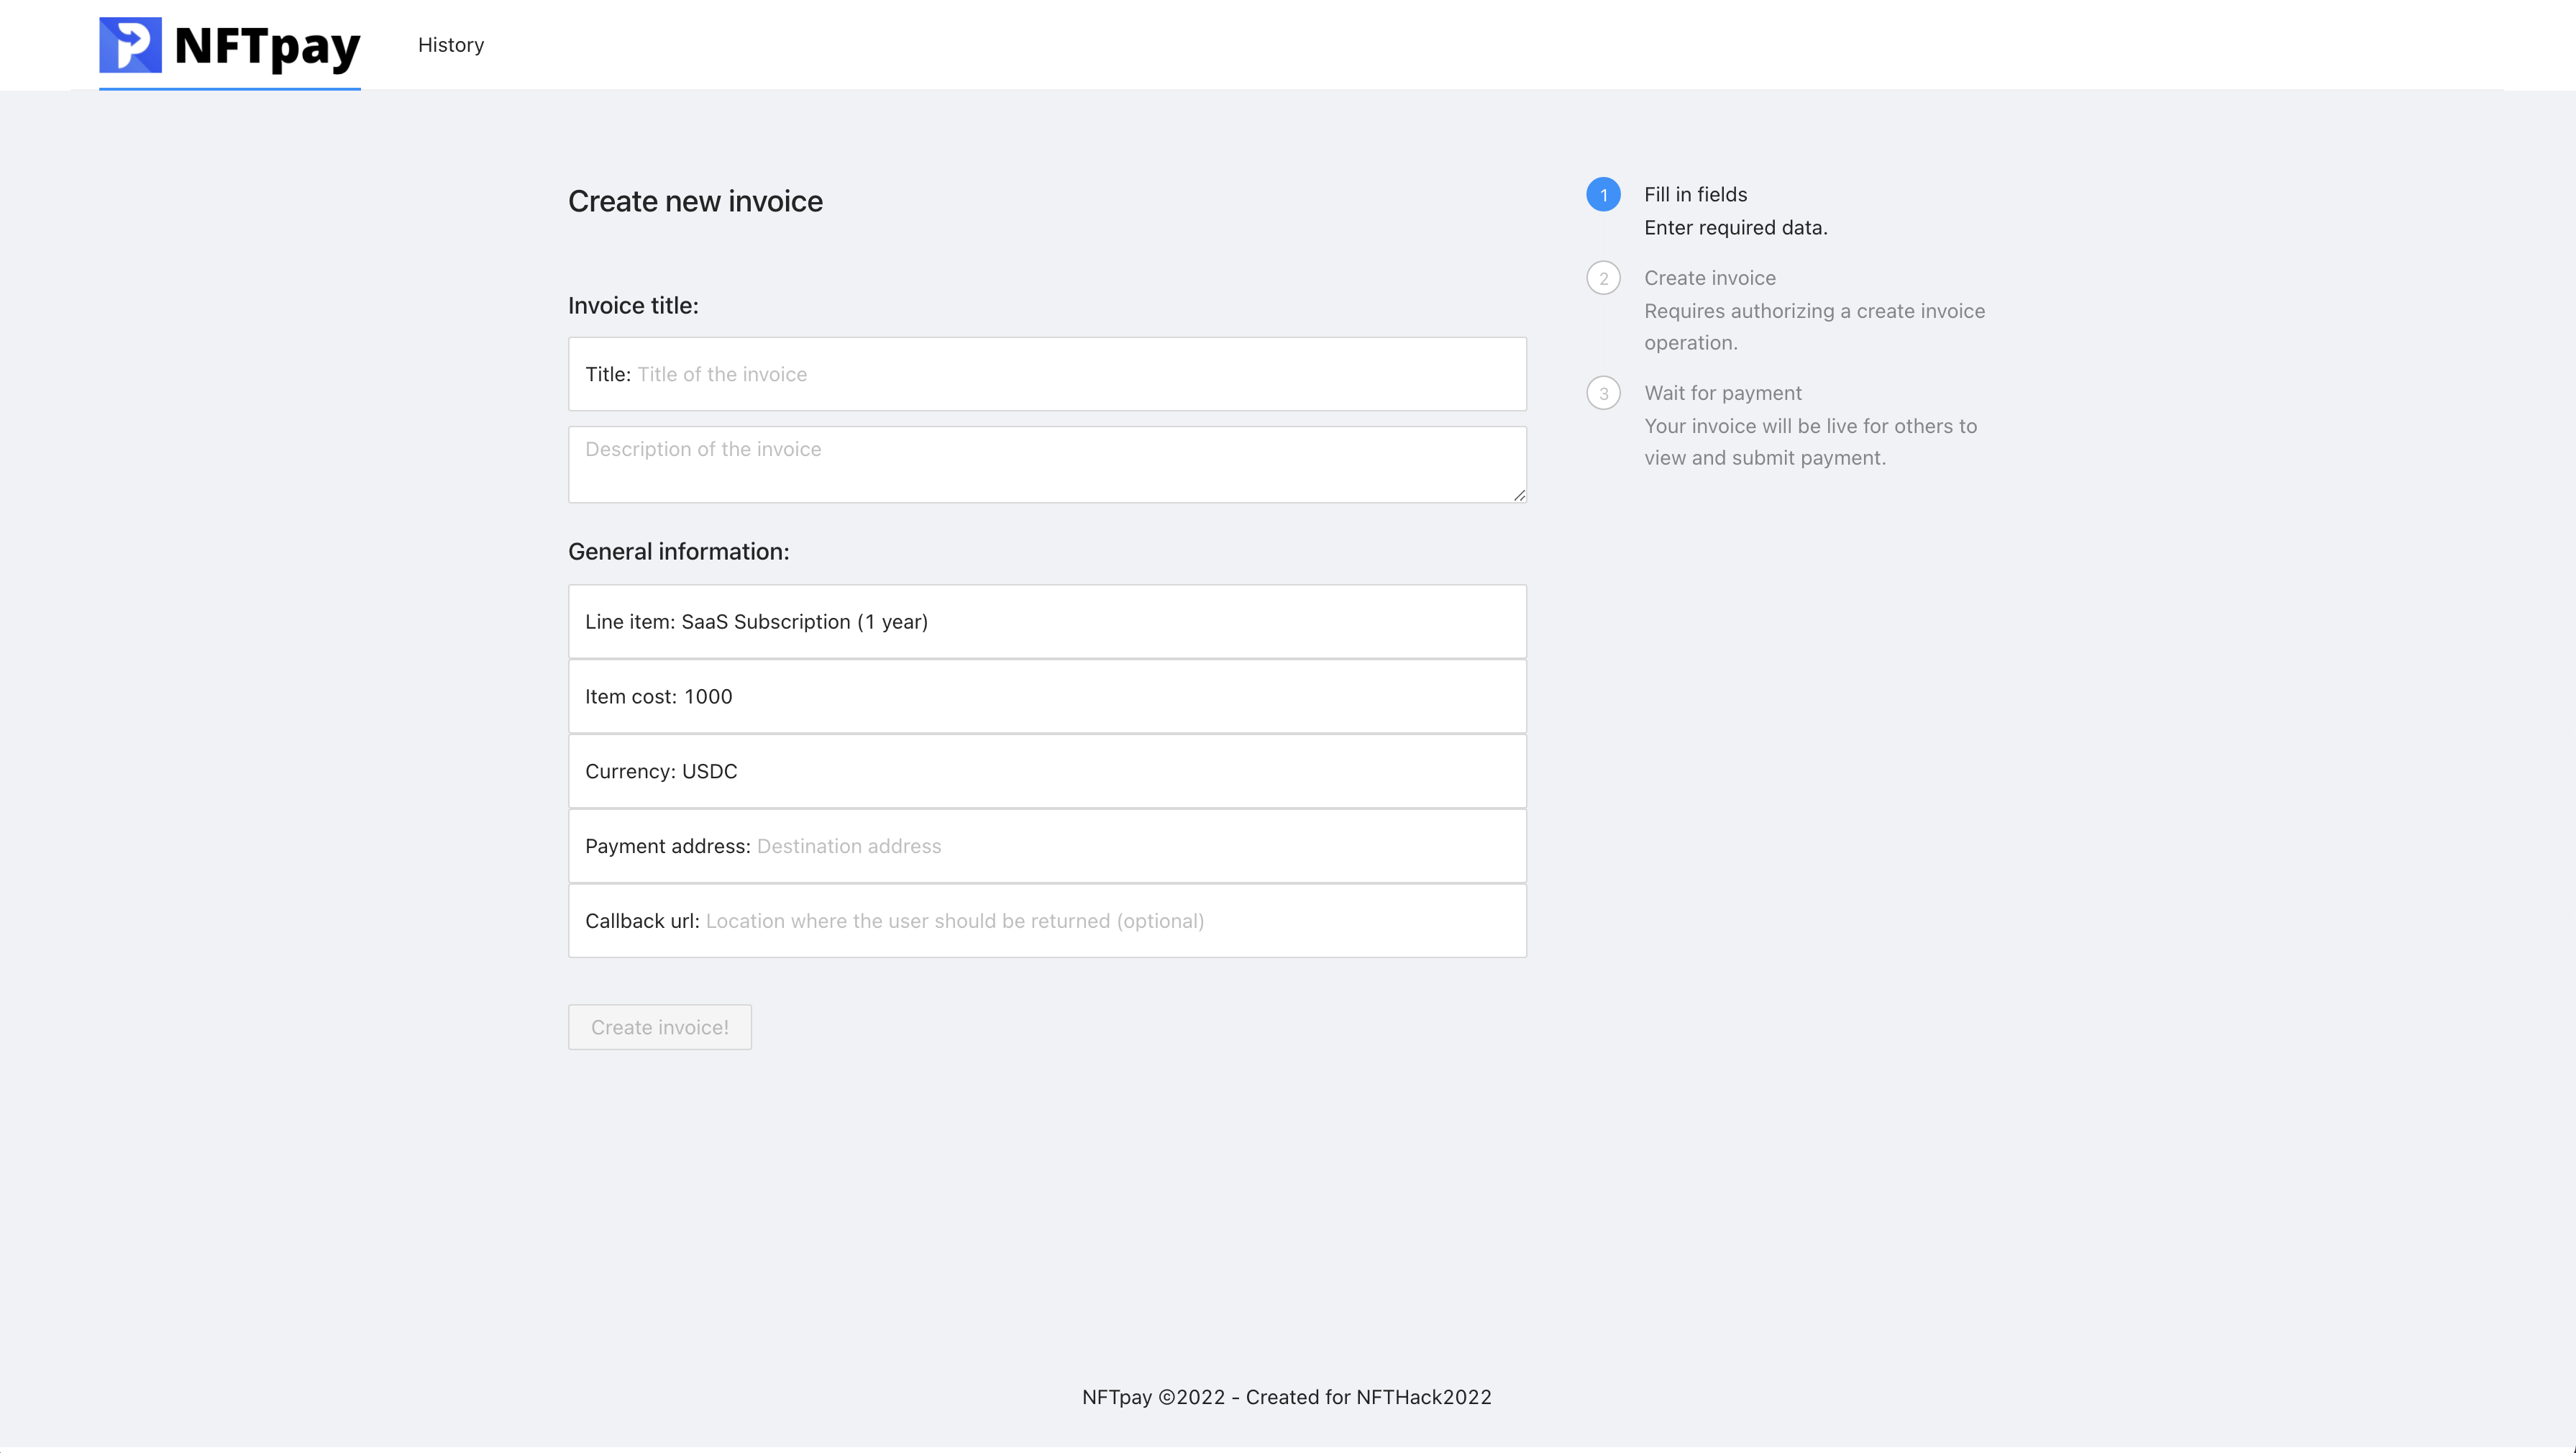 NFTpay
History
Create new invoice
Invoice title:
Title: Title of the invoice
Description of the invoice
General information:
Line item: SaaS Subscription (1 year)
Item cost: 1000
Currency: USDC
Payment address: Destination address
Callback url: Location where the user should be returned (optional)
Create invoice!
1
Fill in fields
Enter required data.
2
Create invoice
Requires authorizing a create invoice
operation.
3
Wait for payment
Your invoice will be live for others to
view and submit payment.
NFTpay ©2022 - Created for NFTHack2022